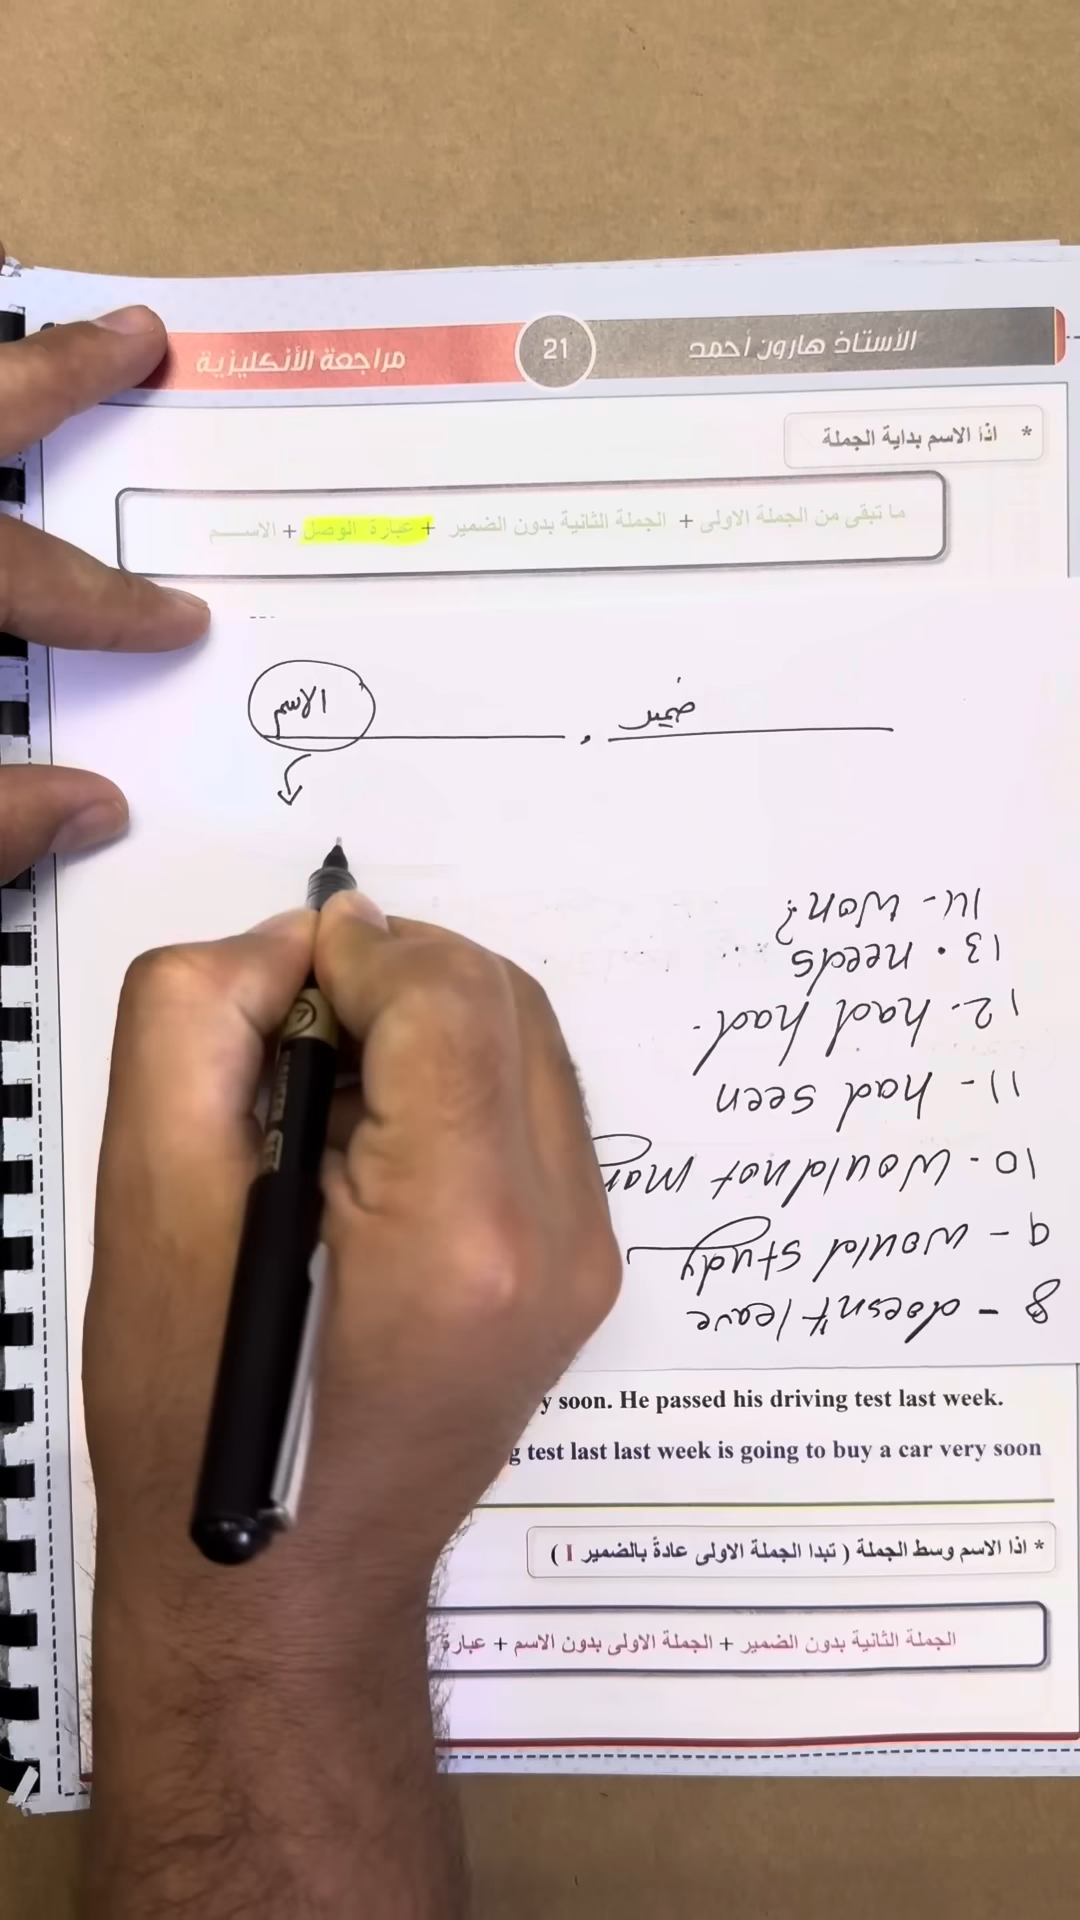 الأستاذ هارون أحمد 21 مراجعة الأنكليزية
* اذا الاسم بداية الجملة
ما تبقى من الجملة الاولى + الجملة الثانية بدون الضمير + عبارة الوصل + الاسم
الاسم . ضمير
14- won?
13. needs
12- had had.
11- had seen
10- would not
9- would study
8- doesn't leave
y soon. He passed his driving test last week.
g test last last week is going to buy a car very soon
* اذا الاسم وسط الجملة ( تبدا الجملة الاولى عادةً بالضمير I )
الجملة الثانية بدون الضمير + الجملة الاولى بدون الاسم + عبارة